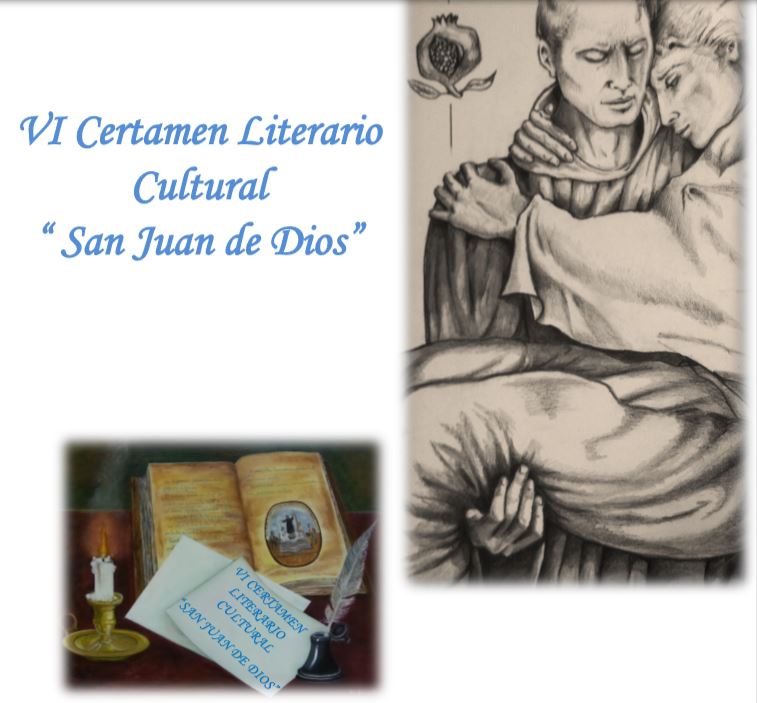 VI Certamen Literario
Cultural
“ San Juan de Dios”
VI CERTAMEN
LITERARIO
CULTURAL
“SAN JUAN DE DIOS”